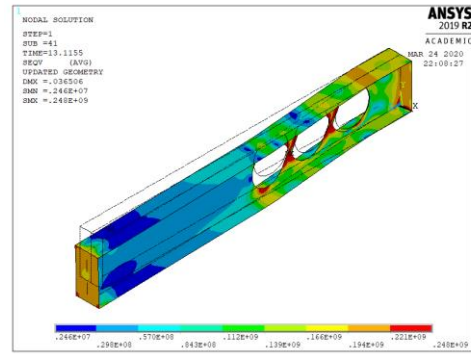 1
NODAL SOLUTION
STEP=1
SUB =41
TIME=13.1155
SEQV (AVG)
UPDATED GEOMETRY
DMX =.036506
SMN =.246E+07
SMX =.248E+09
ANSYS
2019 R2
ACADEMIC
MAR 24 2020
22:08:27
X
.246E+07 .570E+08 .112E+09 .166E+09 .221E+09
.298E+08 .843E+08 .139E+09 .194E+09 .248E+09